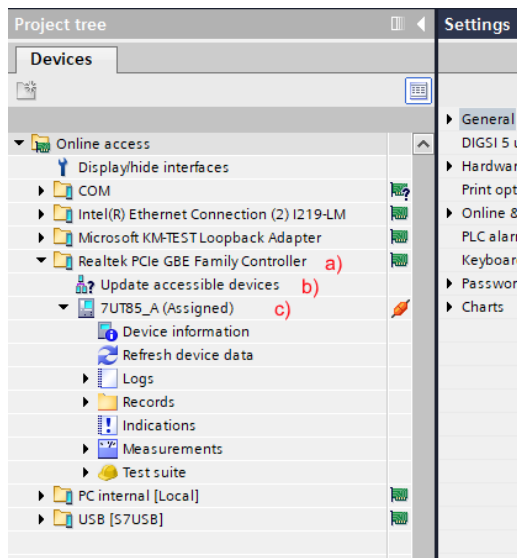 Project tree
Settings
Devices
General
DIGSI 5 u
Hardwar
Print opt
Online &
PLC alarn
Keyboar
Passwor
Charts
Online access
Display/hide interfaces
COM
Intel(R) Ethernet Connection (2) I219-LM
Microsoft KM-TEST Loopback Adapter
Realtek PCIe GBE Family Controller a)
Update accessible devices b)
7UT85_A (Assigned) c)
Device information
Refresh device data
Logs
Records
Indications
Measurements
Test suite
PC internal [Local]
USB [S7USB]